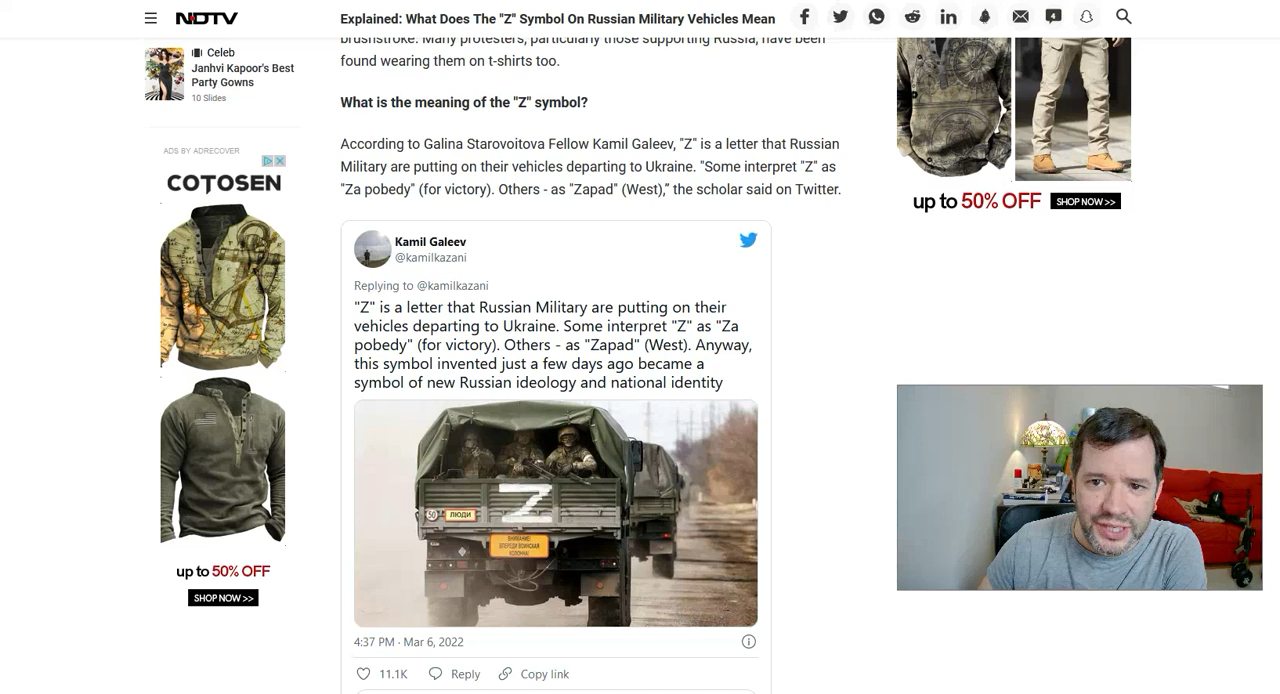 NDTV
Explained: What Does The "Z" Symbol On Russian Military Vehicles Mean
4
Celeb
Janhvi Kapoor's Best
Party Gowns
10 Slides
ADS BY ADRECOVER
COTOSEN
up to 50% OFF
SHOP NOW >>
brushstroke. Many protesters, particularly those supporting Russia, have been
found wearing them on t-shirts too.
What is the meaning of the "Z" symbol?
According to Galina Starovoitova Fellow Kamil Galeev, "Z" is a letter that Russian
Military are putting on their vehicles departing to Ukraine. "Some interpret "Z" as
"Za pobedy" (for victory). Others - as "Zapad" (West),” the scholar said on Twitter.
Kamil Galeev
@kamilkazani
Replying to @kamilkazani
"Z" is a letter that Russian Military are putting on their
vehicles departing to Ukraine. Some interpret "Z" as "Za
pobedy" (for victory). Others - as "Zapad" (West). Anyway,
this symbol invented just a few days ago became a
symbol of new Russian ideology and national identity
Z
50 ЛЮДИ
ВНИМАНИЕ!
ВПЕРЕДИ ВОИНСКАЯ
КОЛОННА!
4:37 PM · Mar 6, 2022
11.1K Reply Copy link
up to 50% OFF SHOP NOW >>